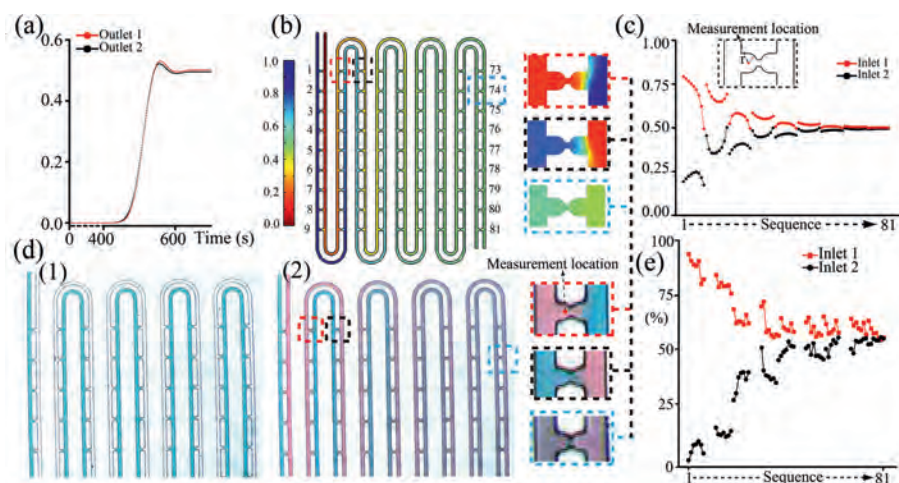 (a)
Outlet 1
Outlet 2
0.6
0.4
0.2
0.0
0 400 600 Time (s)
(b)
1.0
0.8
0.6
0.4
0.2
0.0
1
2
3
4
5
6
7
8
9
73
74
75
76
77
78
79
80
81
(c)
Measurement location
1.00
0.75
0.50
0.25
0.00
Inlet 1
Inlet 2
1 Sequence 81
(d)
(1)
(2)
Measurement location
(e)
100
75
(%)
50
25
0
Inlet 1
Inlet 2
1 Sequence 81